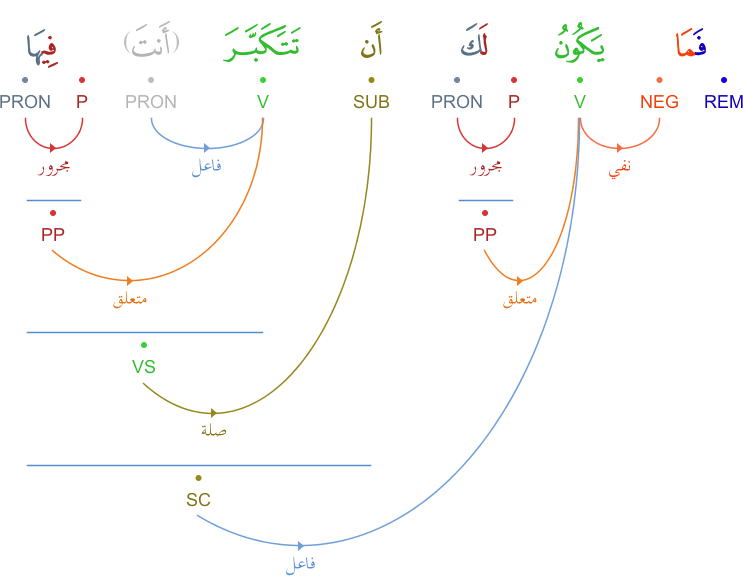 فَمَا يَكُونُ لَكَ أَن تَتَكَبَّرَ (أَنتَ) فِيهَا
REM NEG V P PRON SUB V PRON P PRON
نفي مجرور فاعل مجرور
PP PP
متعلق متعلق
VS
صلة
SC
فاعل